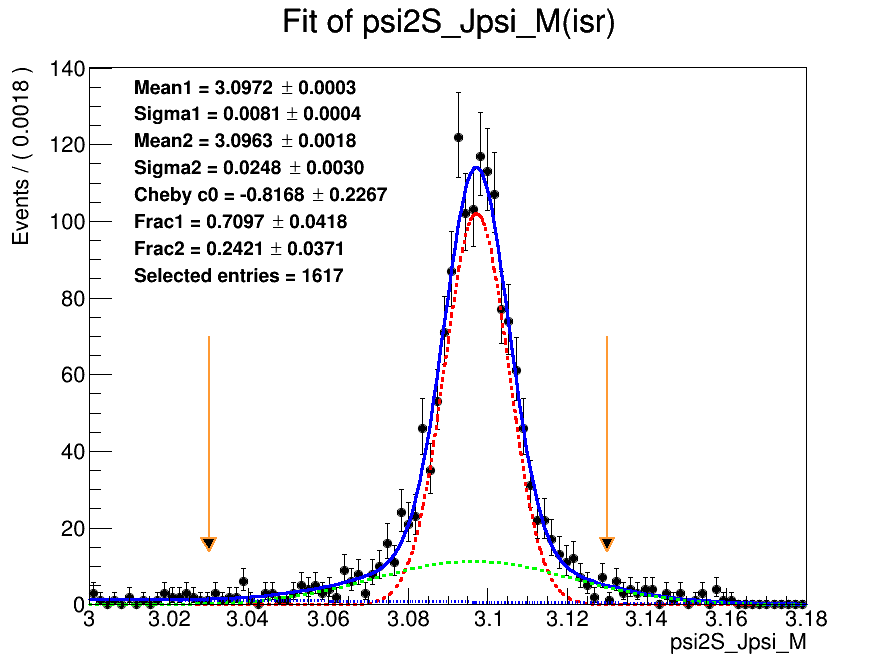 Fit of psi2S_Jpsi_M(isr)
Events / ( 0.0018 )
140
120
100
80
60
40
20
0
Mean1 = 3.0972 ± 0.0003
Sigma1 = 0.0081 ± 0.0004
Mean2 = 3.0963 ± 0.0018
Sigma2 = 0.0248 ± 0.0030
Cheby c0 = -0.8168 ± 0.2267
Frac1 = 0.7097 ± 0.0418
Frac2 = 0.2421 ± 0.0371
Selected entries = 1617
3 3.02 3.04 3.06 3.08 3.1 3.12 3.14 3.16 3.18
psi2S_Jpsi_M